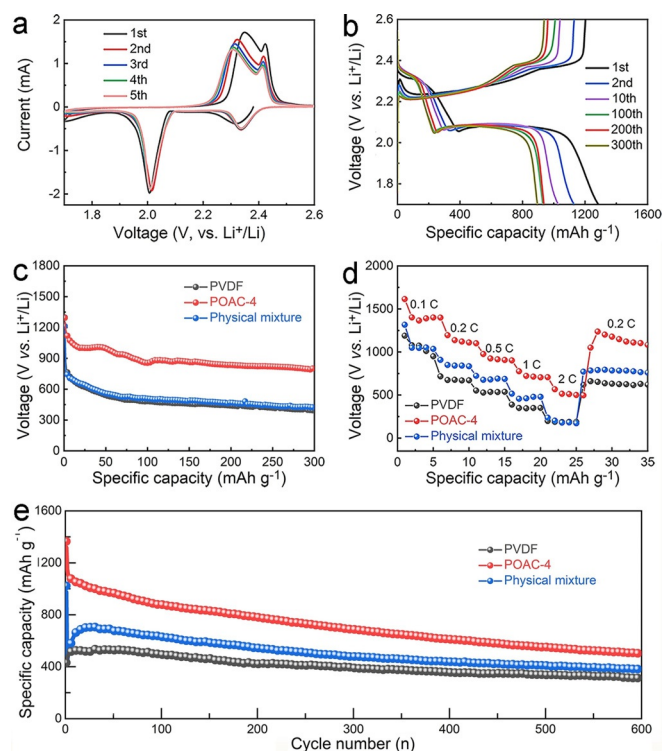 a
2
1
0
-1
-2
Current (mA)
1st
2nd
3rd
4th
5th
1.8
2.0
2.2
2.4
2.6
Voltage (V, vs. Li⁺/Li)
b
2.6
2.4
2.2
2.0
1.8
Voltage (V vs. Li⁺/Li)
1st
2nd
10th
100th
200th
300th
0
400
800
1200
1600
Specific capacity (mAh g⁻¹)
c
1800
1500
1200
900
600
300
0
Voltage (V vs. Li⁺/Li)
PVDF
POAC-4
Physical mixture
0
50
100
150
200
250
300
Specific capacity (mAh g⁻¹)
d
2000
1500
1000
500
0
Voltage (V vs. Li⁺/Li)
0.1 C
0.2 C
0.5 C
1 C
2 C
0.2 C
PVDF
POAC-4
Physical mixture
0
5
10
15
20
25
30
35
Specific capacity (mAh g⁻¹)
e
1600
1200
800
400
0
Specific capacity (mAh g⁻¹)
PVDF
POAC-4
Physical mixture
0
100
200
300
400
500
600
Cycle number (n)